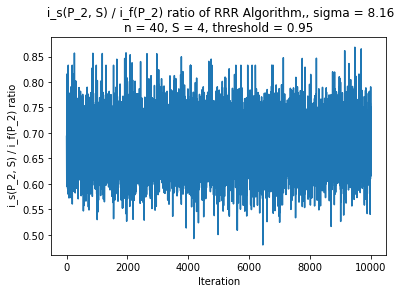 i_s(P_2, S) / i_f(P_2) ratio of RRR Algorithm,, sigma = 8.16
n = 40, S = 4, threshold = 0.95
i_s(P_2, S) / i_f(P_2) ratio
0.85
0.80
0.75
0.70
0.65
0.60
0.55
0.50
0 2000 4000 6000 8000 10000
Iteration